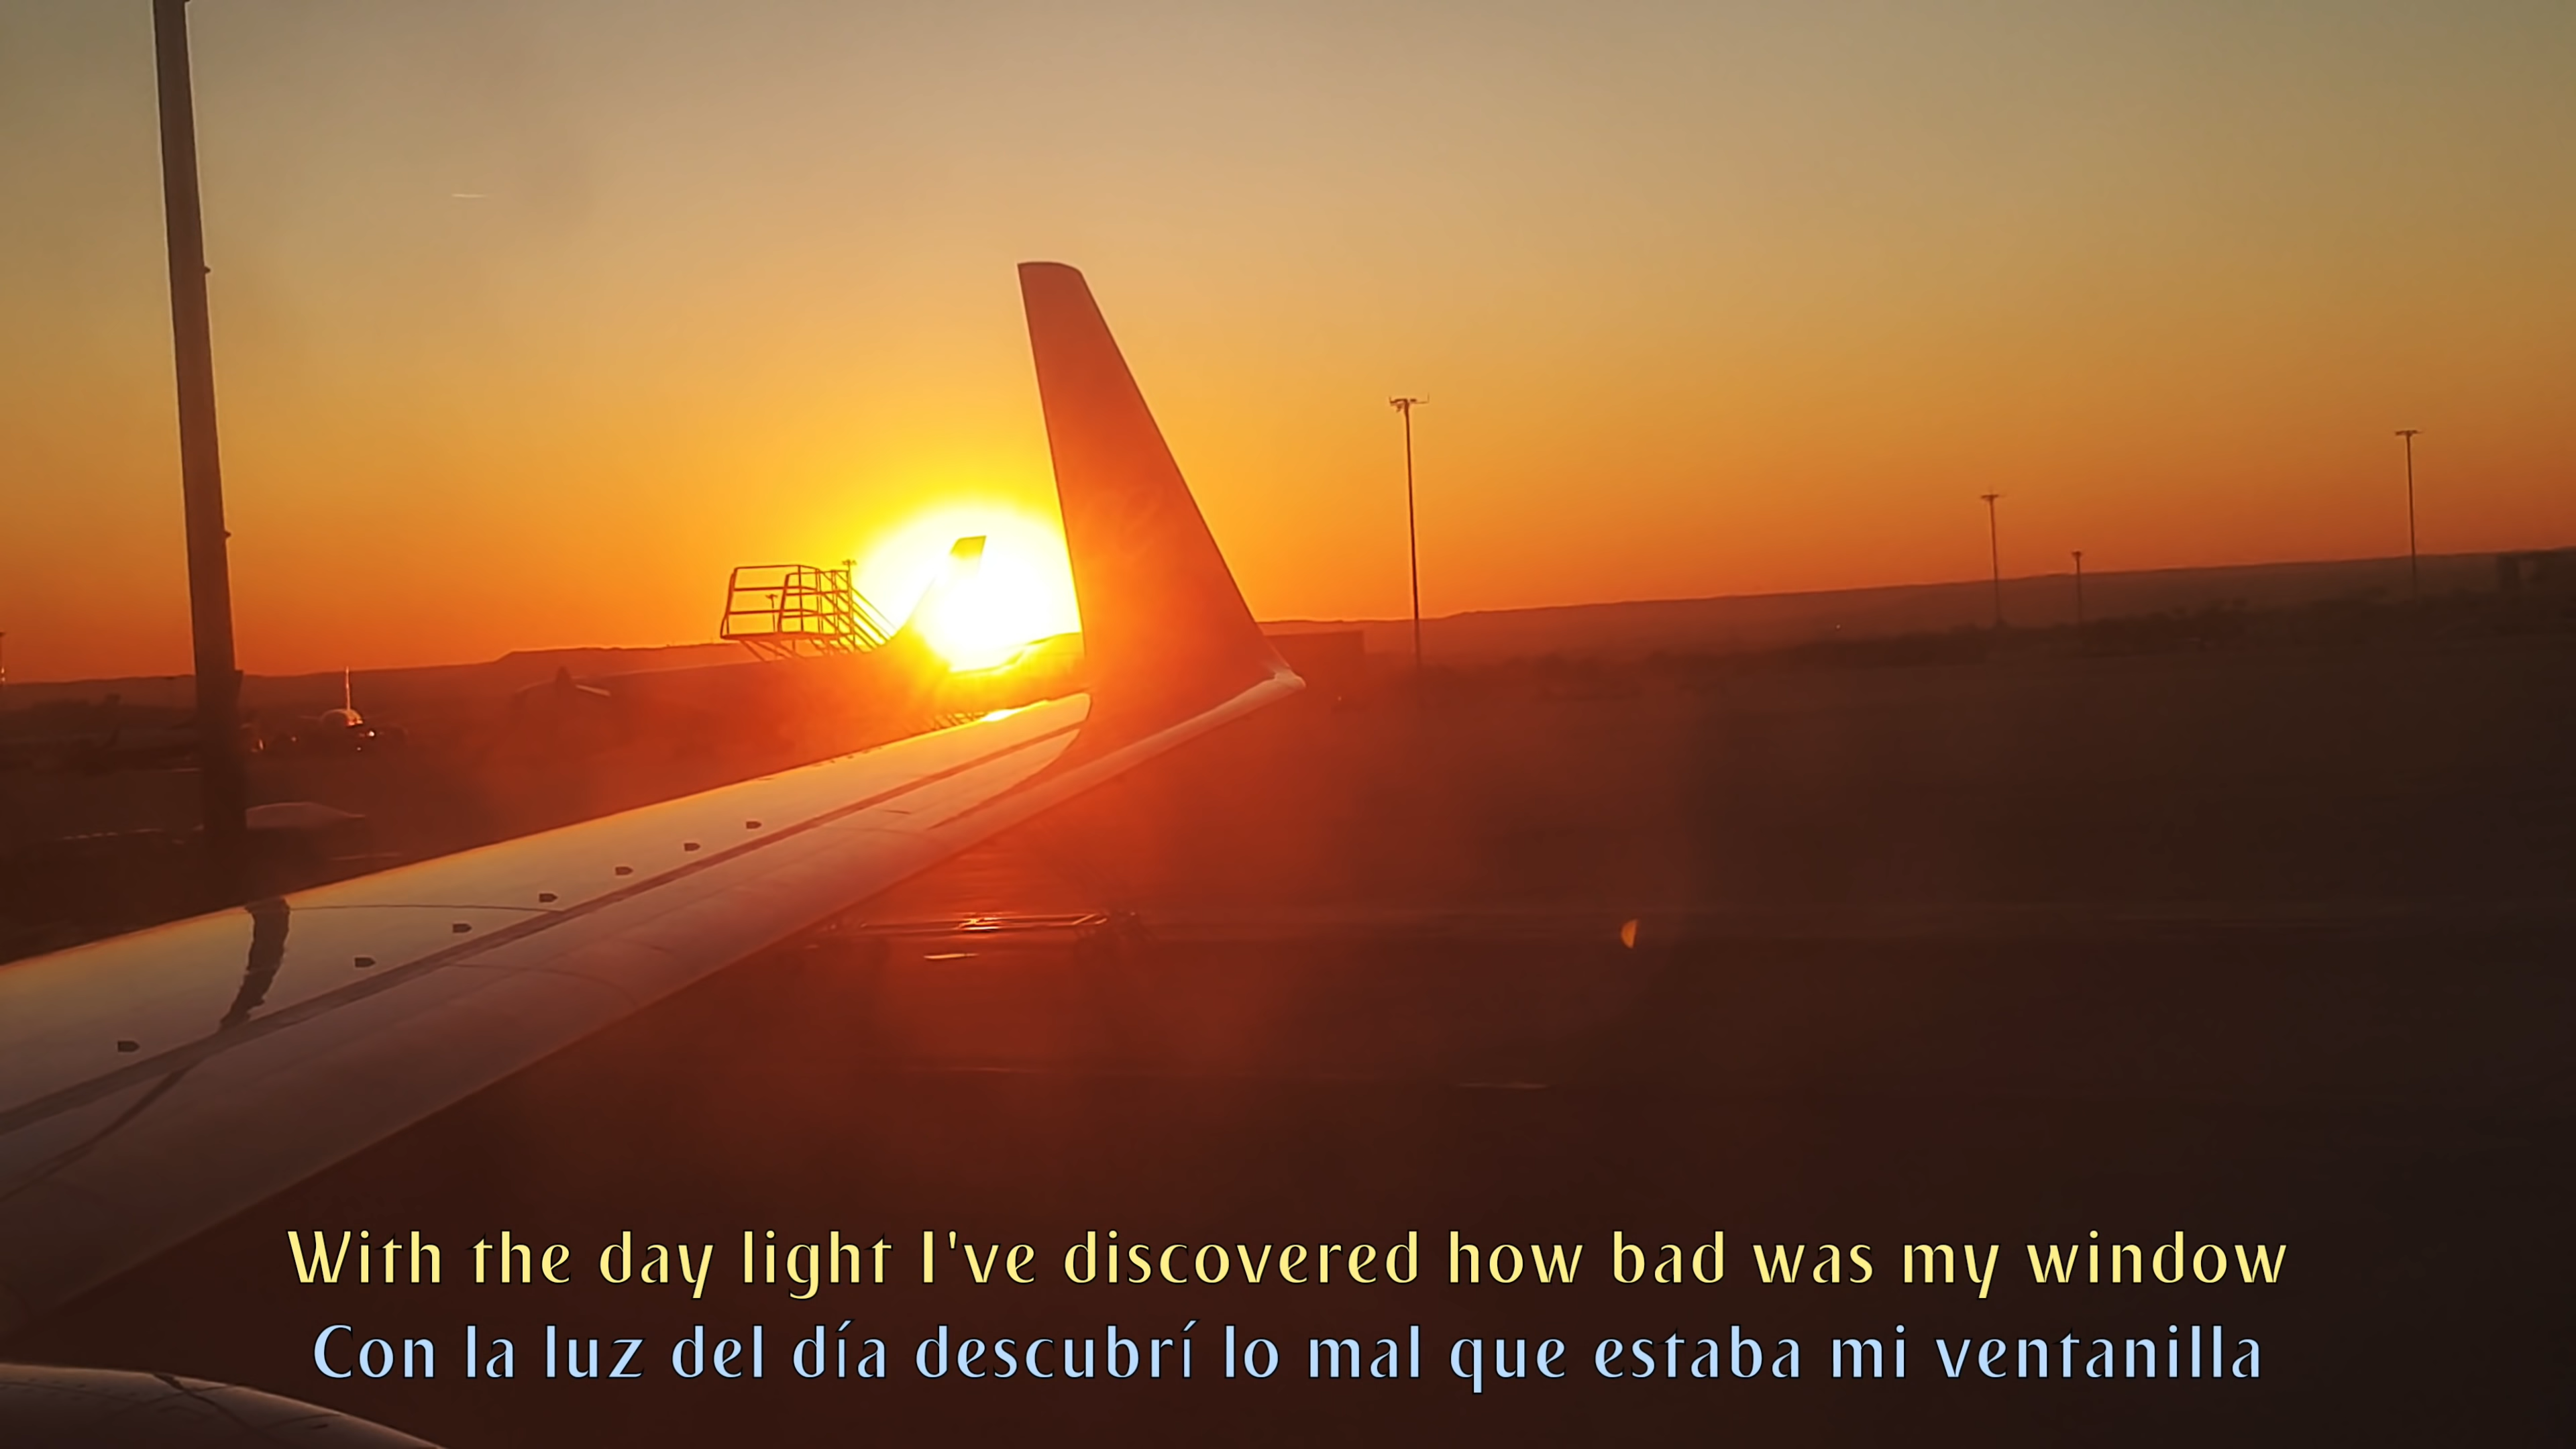 With the day light I've discovered how bad was my window
Con la luz del día descubrí lo mal que estaba mi ventanilla